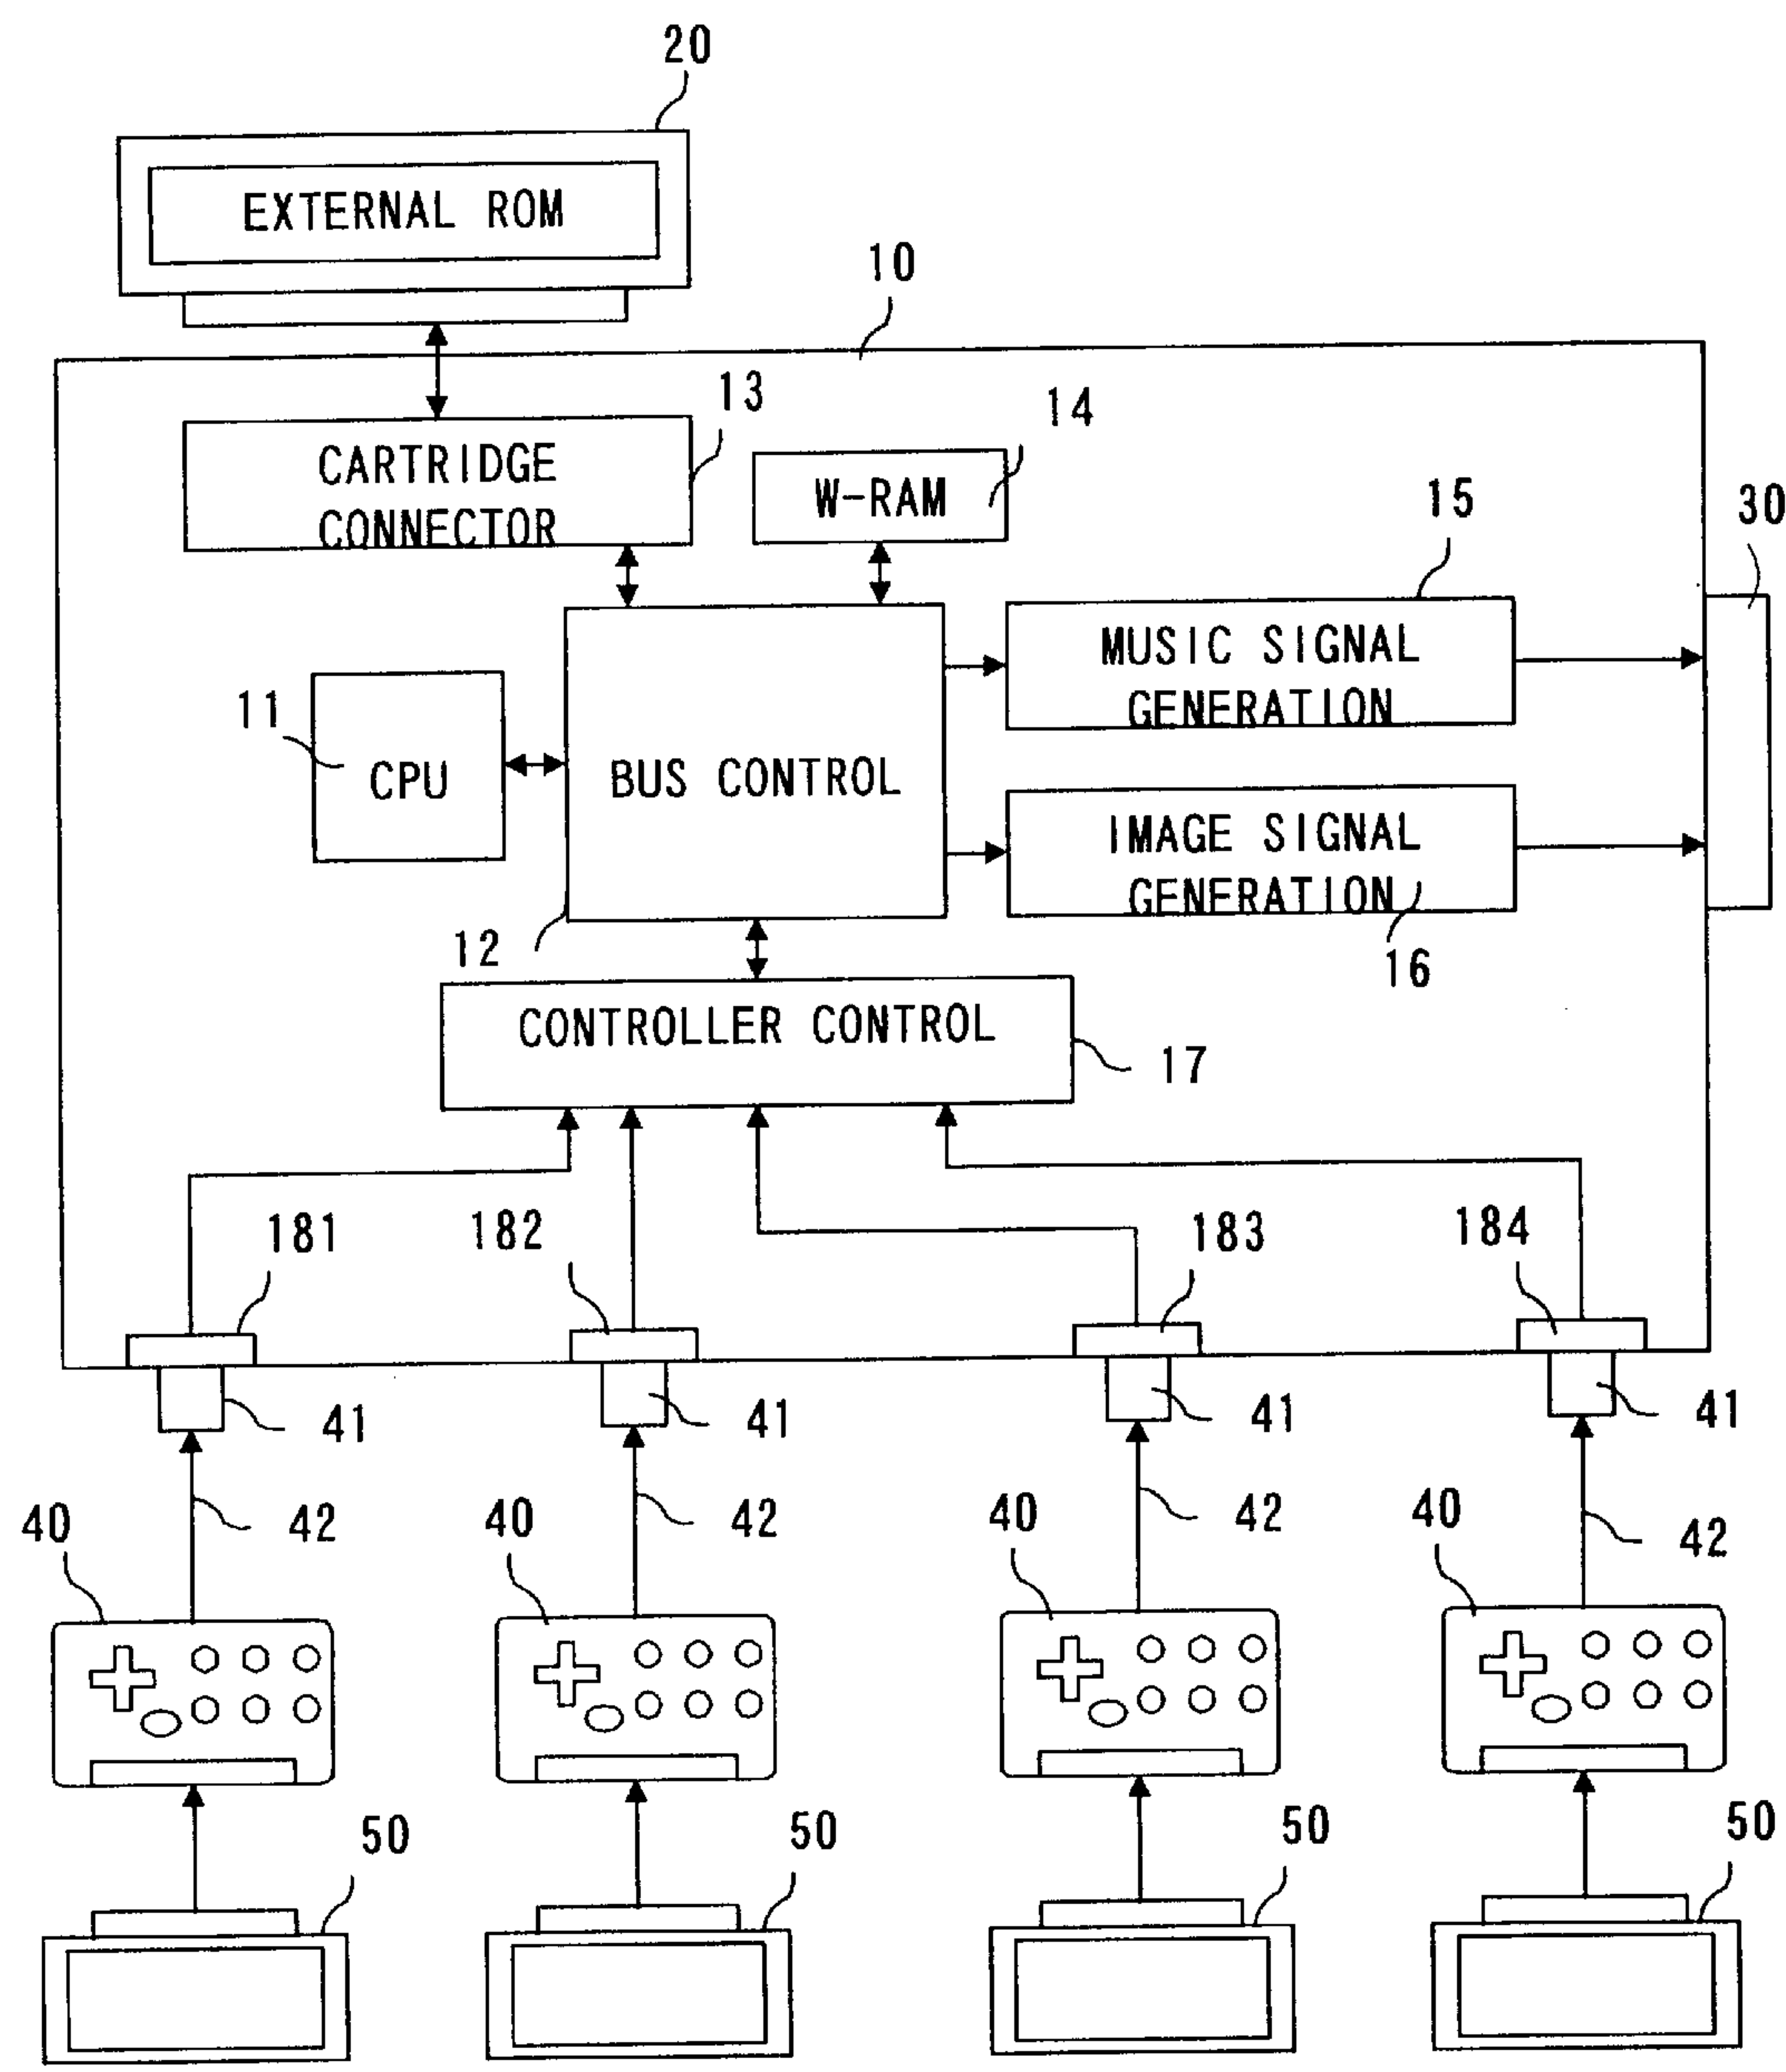 20
EXTERNAL ROM
10
13
14
CARTRIDGE
CONNECTOR
W-RAM
15
30
MUSIC SIGNAL
GENERATION
11
CPU
BUS CONTROL
IMAGE SIGNAL
GENERATION
12
16
CONTROLLER CONTROL
17
181
182
183
184
41
41
41
41
40
42
40
42
40
42
40
42
50
50
50
50